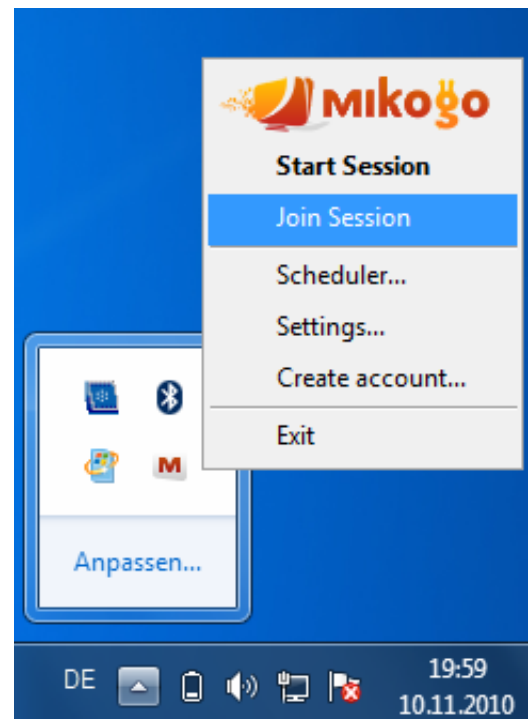 Mikogo
Start Session
Join Session
Scheduler...
Settings...
Create account...
Exit
M
Anpassen...
DE
19:59
10.11.2010